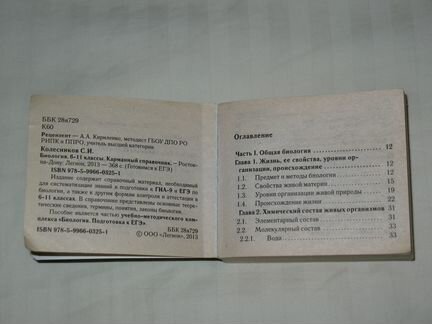 ББК 28я729
К60
Рецензент – А.А. Кириленко, методист ГБОУ ДПО РО
РИПК и ППРО, учитель высшей категории
Колесников С.И.
Биология. 6–11 классы. Карманный справочник. – Ростов-
на-Дону: Легион, 2013 – 368 с. (Готовимся к ЕГЭ)
ISBN 978-5-9966-0325-1
Издание содержит справочный материал, необходимый
для систематизации знаний и подготовки к ГИА-9 и ЕГЭ по
биологии, а также к другим формам контроля и аттестации в
6–11 классах. В справочнике представлены основные теоре-
тические сведения, термины, понятия, законы биологии.
Пособие является частью учебно-методического ком-
плекса «Биология. Подготовка к ЕГЭ».
ББК 28я729
ISBN 978-5-9966-0325-1
© ООО «Легион», 2013
Оглавление
Часть 1. Общая биология 12
Глава 1. Жизнь, ее свойства, уровни ор-
ганизации, происхождение 12
1.1. Предмет и методы биологии 12
1.2. Свойства живой материи 15
1.3. Уровни организации живой природы 19
1.4. Происхождение жизни 22
Глава 2. Химический состав живых организмов 31
2.1. Элементарный состав 31
2.2. Молекулярный состав 33
2.2.1. Вода 33